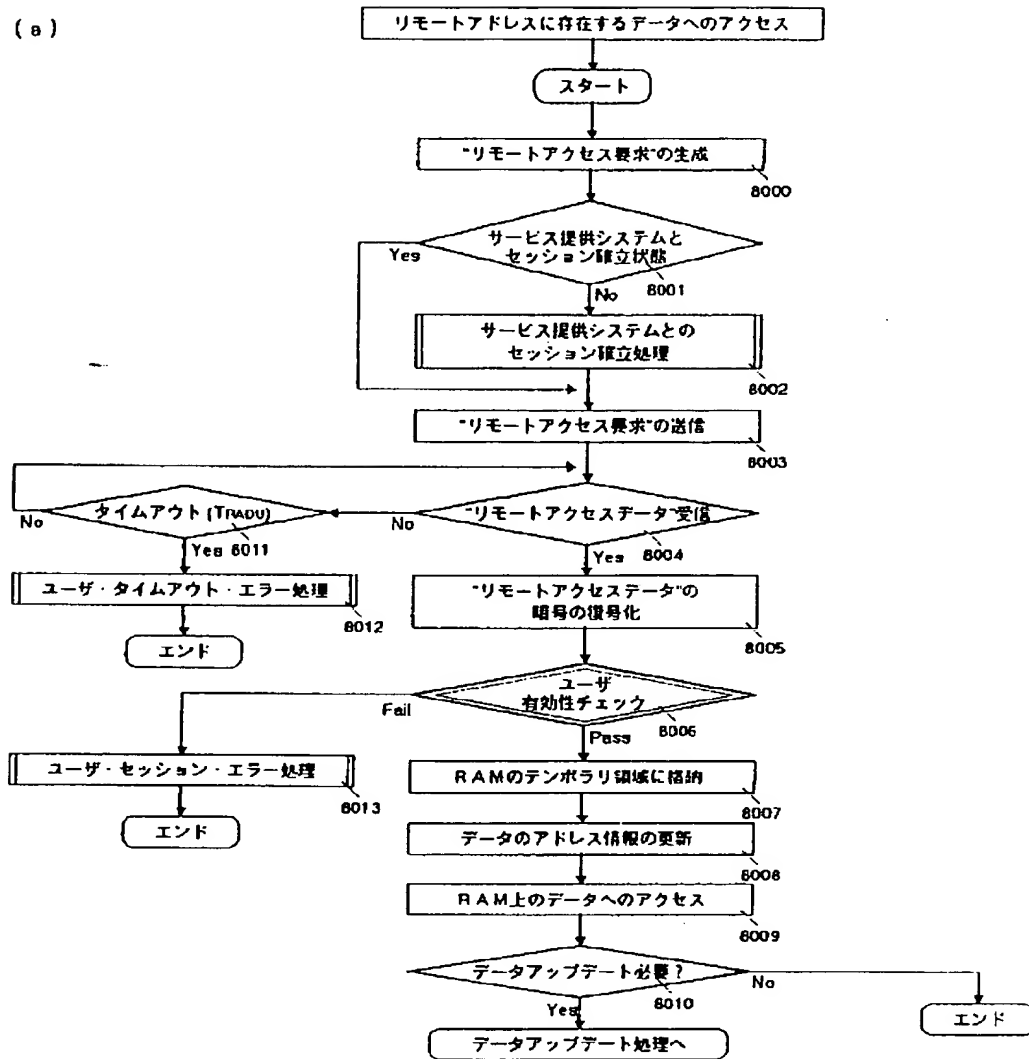 (a)
リモートアドレスに存在するデータへのアクセス
スタート
"リモートアクセス要求"の生成
8000
サービス提供システムと
セッション確立状態
8001
Yes
No
サービス提供システムとの
セッション確立処理
8002
"リモートアクセス要求"の送信
8003
"リモートアクセスデータ"受信
8004
No
Yes
タイムアウト(TRADU)
8011
No
Yes
ユーザ・タイムアウト・エラー処理
8012
エンド
"リモートアクセスデータ"の
暗号の復号化
8005
ユーザ
有効性チェック
8006
Fail
Pass
ユーザ・セッション・エラー処理
8013
エンド
RAMのテンポラリ領域に格納
8007
データのアドレス情報の更新
8008
RAM上のデータへのアクセス
8009
データアップデート必要?
8010
No
Yes
エンド
データアップデート処理へ